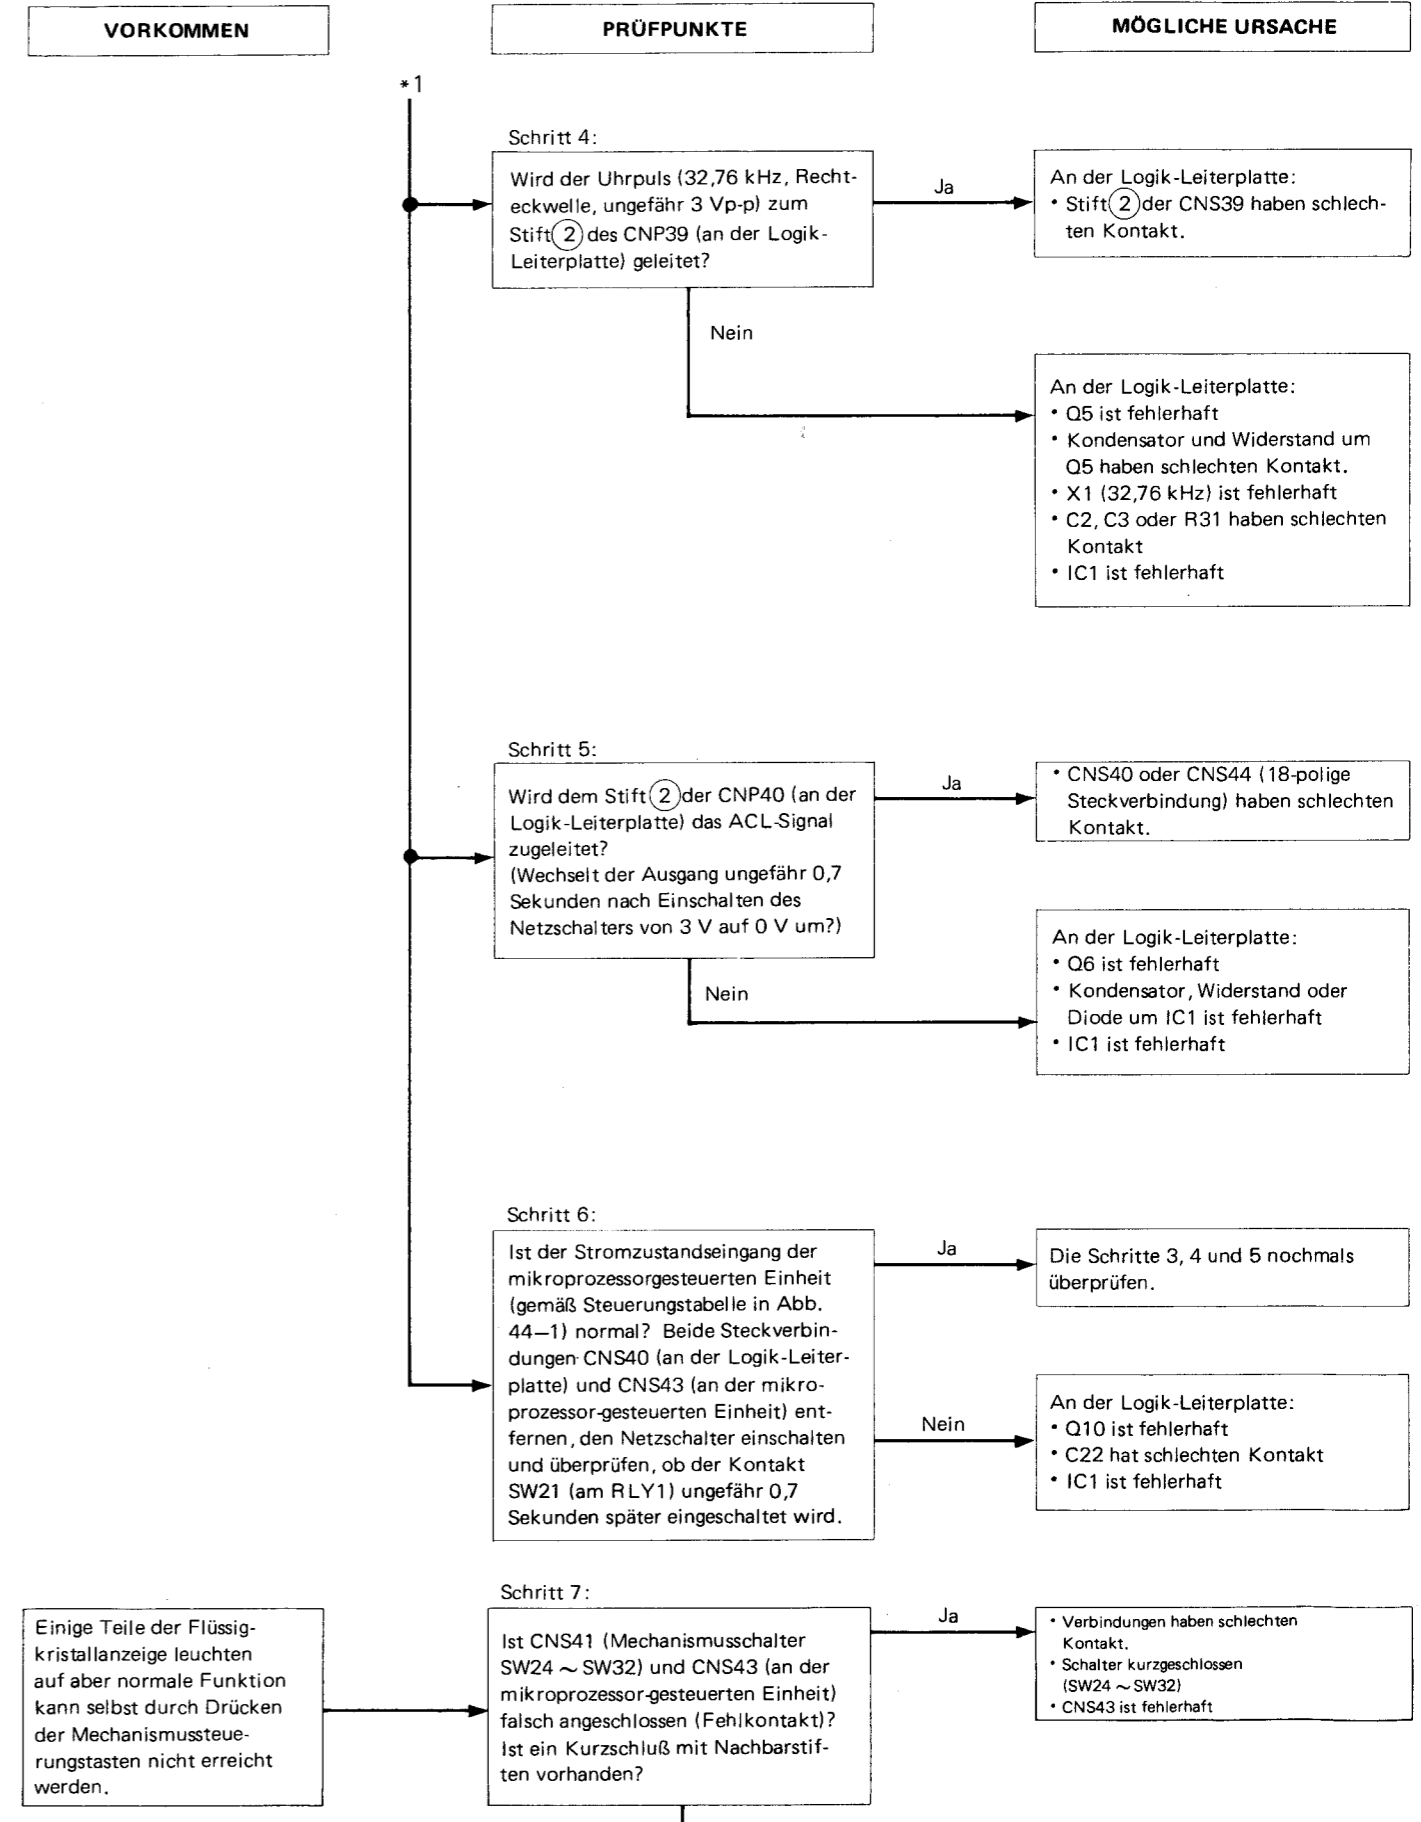 VORKOMMEN
PRÜFPUNKTE
MÖGLICHE URSACHE
*1
Schritt 4:
Wird der Uhrpuls (32,76 kHz, Recht-
eckwelle, ungefähr 3 Vp-p) zum
Stift ② des CNP39 (an der Logik-
Leiterplatte) geleitet?
Ja
An der Logik-Leiterplatte:
• Stift ② der CNS39 haben schlech-
ten Kontakt.
Nein
An der Logik-Leiterplatte:
• Q5 ist fehlerhaft
• Kondensator und Widerstand um
Q5 haben schlechten Kontakt.
• X1 (32,76 kHz) ist fehlerhaft
• C2, C3 oder R31 haben schlechten
Kontakt
• IC1 ist fehlerhaft
Schritt 5:
Wird dem Stift ② der CNP40 (an der
Logik-Leiterplatte) das ACL-Signal
zugeleitet?
(Wechselt der Ausgang ungefähr 0,7
Sekunden nach Einschalten des
Netzschalters von 3 V auf 0 V um?)
Ja
• CNS40 oder CNS44 (18-polige
Steckverbindung) haben schlechten
Kontakt.
Nein
An der Logik-Leiterplatte:
• Q6 ist fehlerhaft
• Kondensator, Widerstand oder
Diode um IC1 ist fehlerhaft
• IC1 ist fehlerhaft
Schritt 6:
Ist der Stromzustandseingang der
mikroprozessorgesteuerten Einheit
(gemäß Steuerungstabelle in Abb.
44—1) normal? Beide Steckverbin-
dungen CNS40 (an der Logik-Leiter-
platte) und CNS43 (an der mikro-
prozessor-gesteuerten Einheit) ent-
fernen, den Netzschalter einschalten
und überprüfen, ob der Kontakt
SW21 (am RLY1) ungefähr 0,7
Sekunden später eingeschaltet wird.
Ja
Die Schritte 3, 4 und 5 nochmals
überprüfen.
Nein
An der Logik-Leiterplatte:
• Q10 ist fehlerhaft
• C22 hat schlechten Kontakt
• IC1 ist fehlerhaft
Einige Teile der Flüssig-
kristallanzeige leuchten
auf aber normale Funktion
kann selbst durch Drücken
der Mechanismussteue-
rungstasten nicht erreicht
werden.
Schritt 7:
Ist CNS41 (Mechanismusschalter
SW24 ~ SW32) und CNS43 (an der
mikroprozessor-gesteuerten Einheit)
falsch angeschlossen (Fehlkontakt)?
Ist ein Kurzschluß mit Nachbarstif-
ten vorhanden?
Ja
• Verbindungen haben schlechten
Kontakt.
• Schalter kurzgeschlossen
(SW24 ~ SW32)
• CNS43 ist fehlerhaft